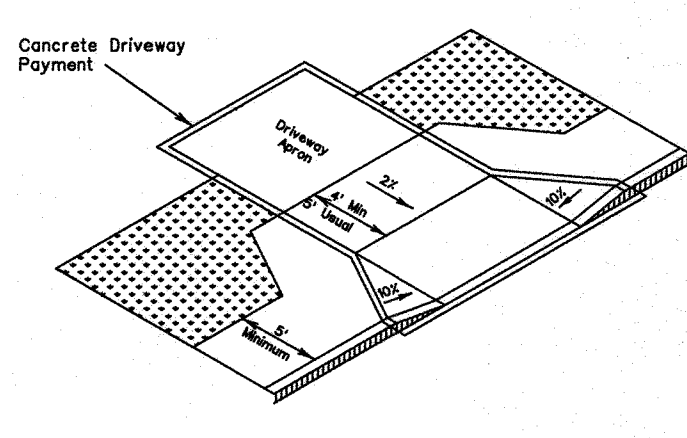 Cancrete Driveway
Payment
Driveway
Apron
2%
4' Min
5' Usual
10%
10%
5'
Minimum